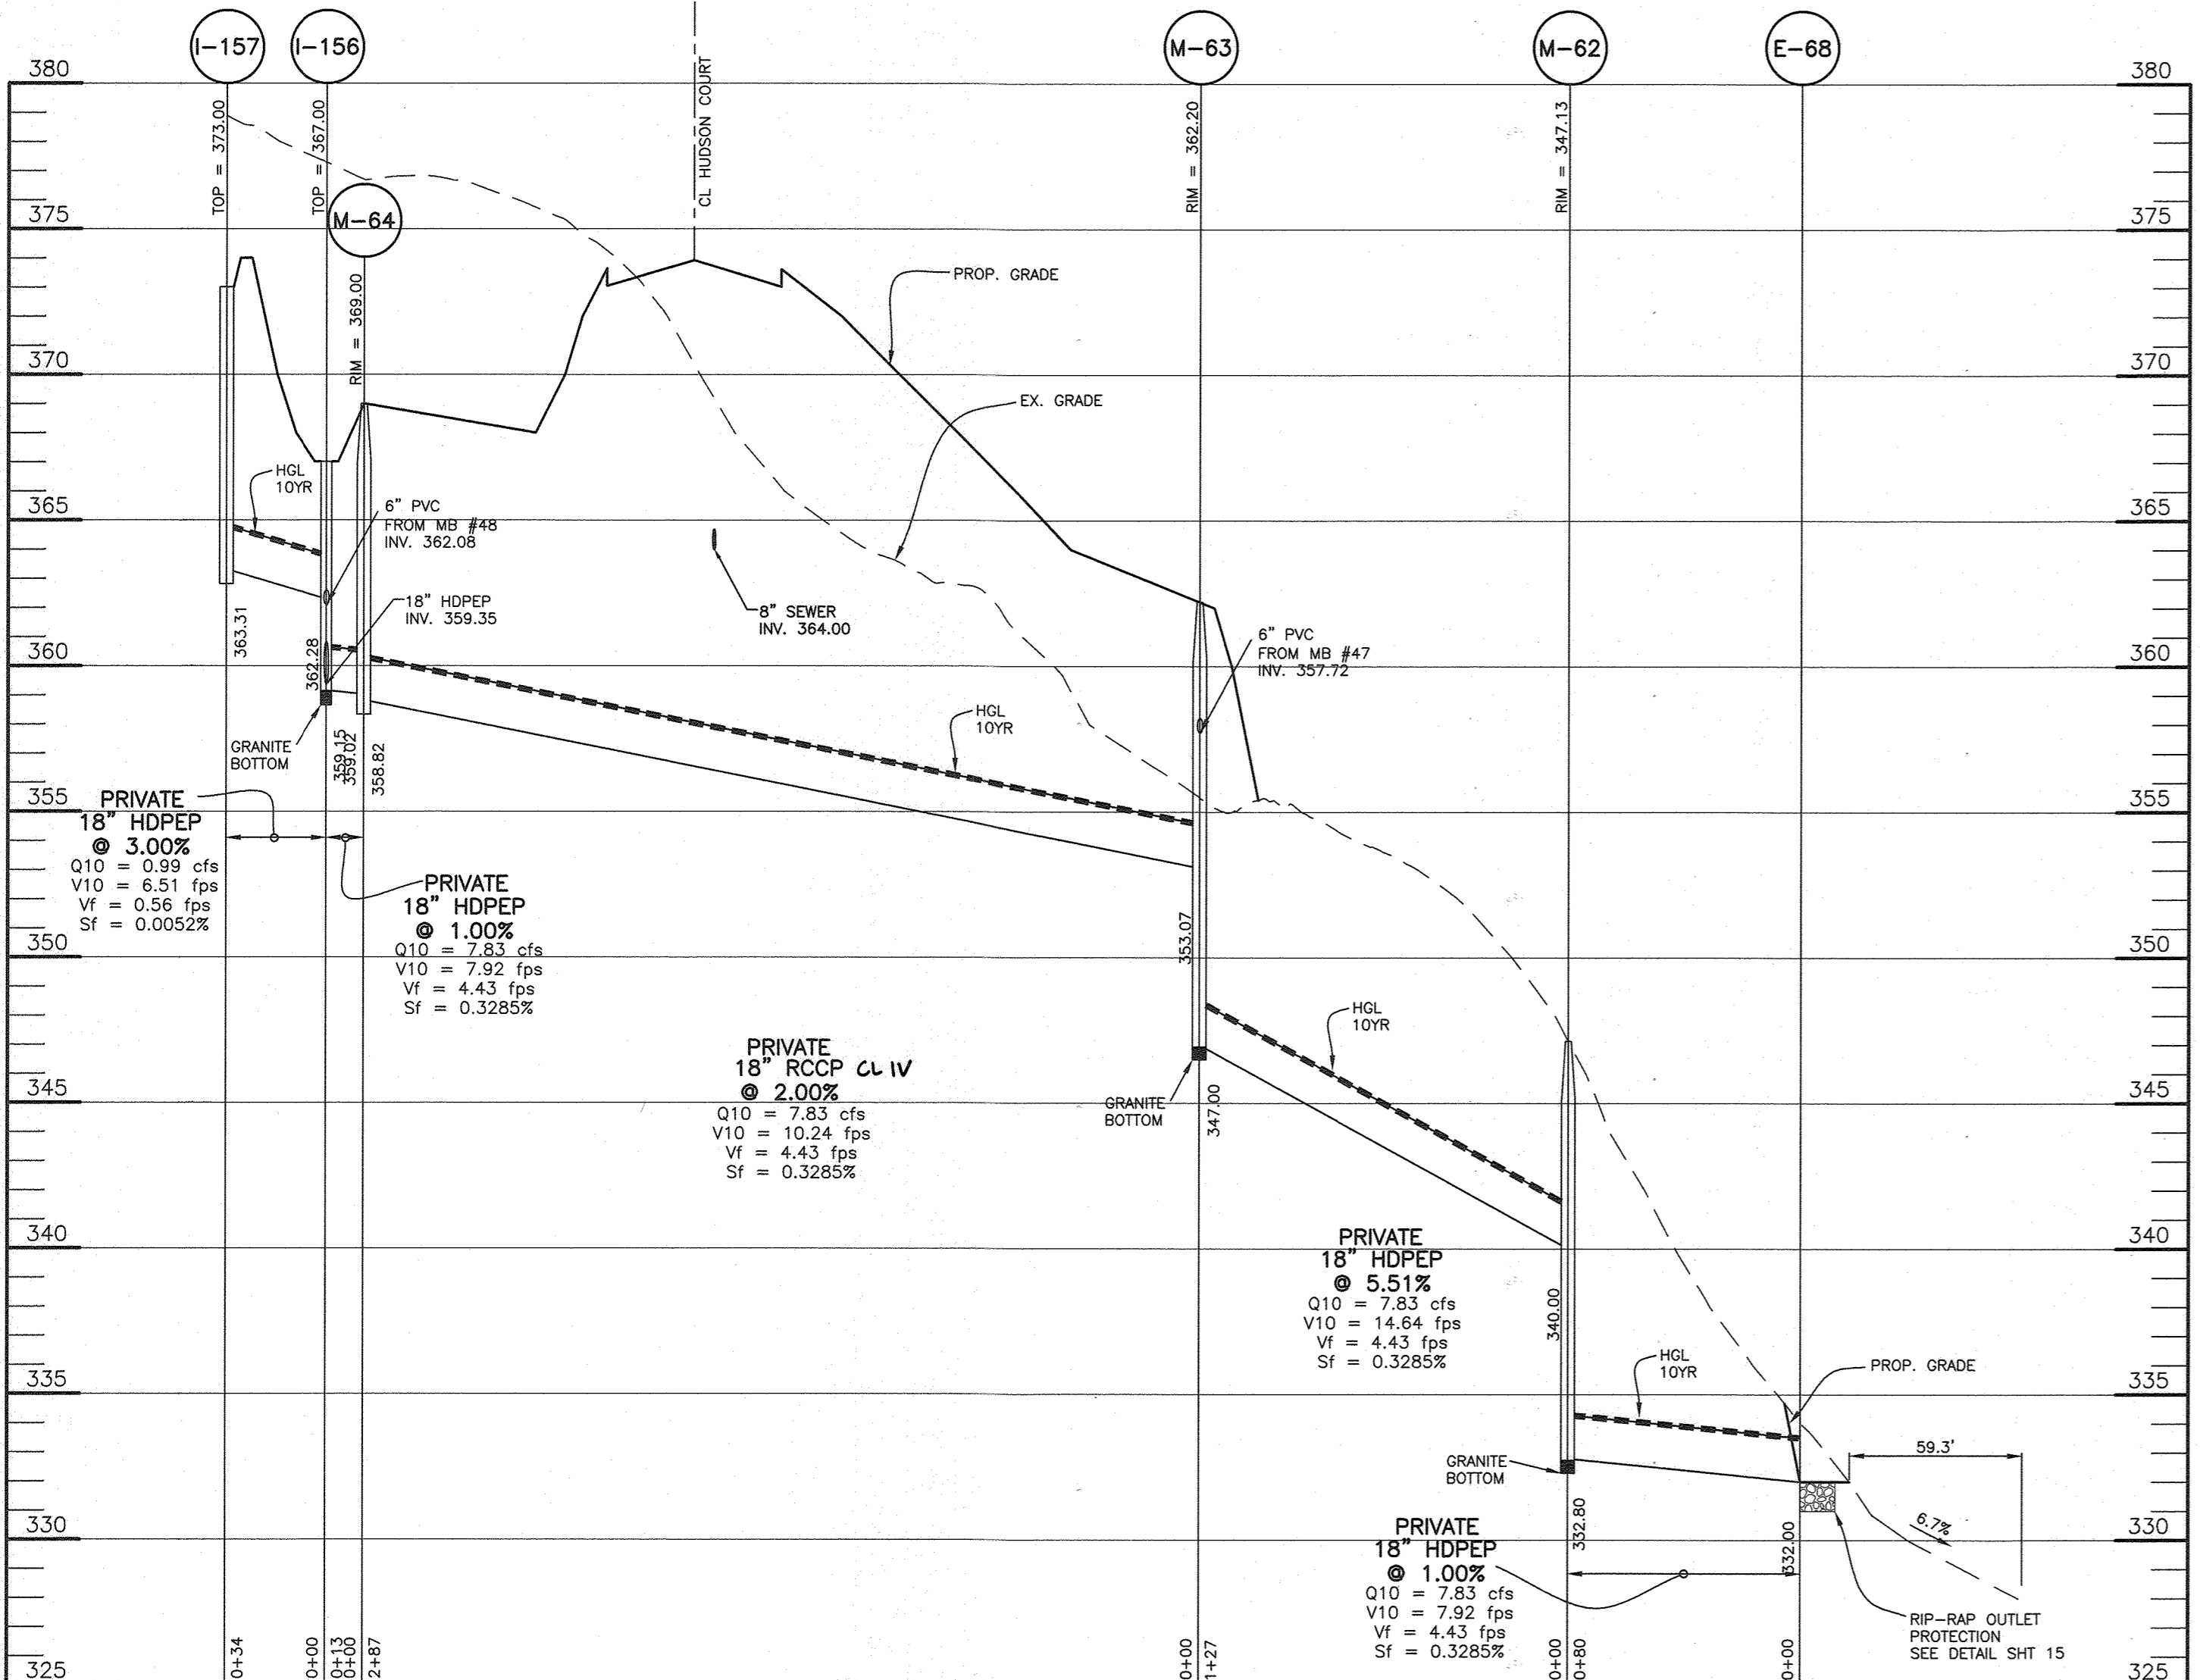 I-157
I-156
M-63
M-62
E-68
380
380
TOP = 373.00
TOP = 367.00
CL HUDSON COURT
RIM = 362.20
RIM = 347.13
M-64
375
375
RIM = 369.00
PROP. GRADE
370
370
EX. GRADE
HGL
10YR
6" PVC
FROM MB #48
INV. 362.08
365
365
18" HDPEP
INV. 359.35
8" SEWER
INV. 364.00
363.31
362.28
6" PVC
FROM MB #47
INV. 357.72
360
360
HGL
10YR
GRANITE
BOTTOM
359.15
359.02
358.82
355
355
PRIVATE
18" HDPEP
@ 3.00%
Q10 = 0.99 cfs
V10 = 6.51 fps
Vf = 0.56 fps
Sf = 0.0052%
PRIVATE
18" HDPEP
@ 1.00%
Q10 = 7.83 cfs
V10 = 7.92 fps
Vf = 4.43 fps
Sf = 0.3285%
353.07
350
350
HGL
10YR
PRIVATE
18" RCCP CL IV
@ 2.00%
Q10 = 7.83 cfs
V10 = 10.24 fps
Vf = 4.43 fps
Sf = 0.3285%
GRANITE
BOTTOM
347.00
345
345
340
340
PRIVATE
18" HDPEP
@ 5.51%
Q10 = 7.83 cfs
V10 = 14.64 fps
Vf = 4.43 fps
Sf = 0.3285%
340.00
HGL
10YR
PROP. GRADE
335
335
GRANITE
BOTTOM
59.3'
332.80
332.00
6.7%
330
330
PRIVATE
18" HDPEP
@ 1.00%
Q10 = 7.83 cfs
V10 = 7.92 fps
Vf = 4.43 fps
Sf = 0.3285%
RIP-RAP OUTLET
PROTECTION
SEE DETAIL SHT 15
325
325
0+34
0+00
0+13
0+00
2+87
0+00
1+27
0+00
0+80
0+00